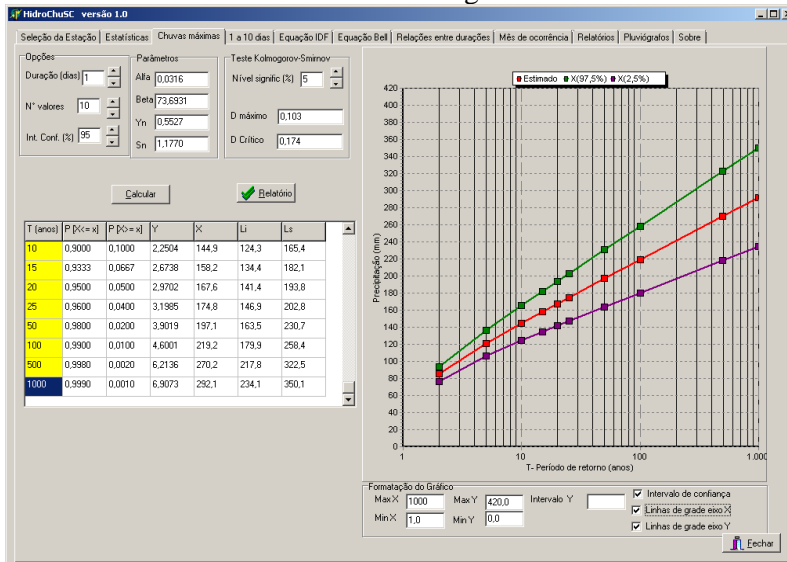 HidroChuSC versão 1.0
Seleção da Estação Estatísticas Chuvas máximas 1 a 10 dias Equação IDF Equação Bell Relações entre durações Mês de ocorrência Relatórios Pluviógrafos Sobre
Opções
Duração (dias) 1
N° valores 10
Int. Conf. (%) 95
Parâmetros
Alfa 0,0316
Beta 73,6931
Yn 0,5527
Sn 1,1770
Teste Kolmogorov-Smirnov
Nível signific (%) 5
D máximo 0,103
D Crítico 0,174
Calcular
Relatório
T (anos) P [X<= x] P [X>= x] Y X Li Ls
10 0,9000 0,1000 2,2504 144,9 124,3 165,4
15 0,9333 0,0667 2,6738 158,2 134,4 182,1
20 0,9500 0,0500 2,9702 167,6 141,4 193,8
25 0,9600 0,0400 3,1985 174,8 146,9 202,8
50 0,9800 0,0200 3,9019 197,1 163,5 230,7
100 0,9900 0,0100 4,6001 219,2 179,9 258,4
500 0,9980 0,0020 6,2136 270,2 217,8 322,5
1000 0,9990 0,0010 6,9073 292,1 234,1 350,1
Estimado X(97,5%) X(2,5%)
Precipitação (mm)
420
400
380
360
340
320
300
280
260
240
220
200
180
160
140
120
100
80
60
40
20
0
1 10 100 1.000
T- Período de retorno (anos)
Formatação do Gráfico
Max X 1000 Max Y 420,0 Intervalo Y
Min X 1,0 Min Y 0,0
Intervalo de confiança
Linhas de grade eixo X
Linhas de grade eixo Y
Fechar